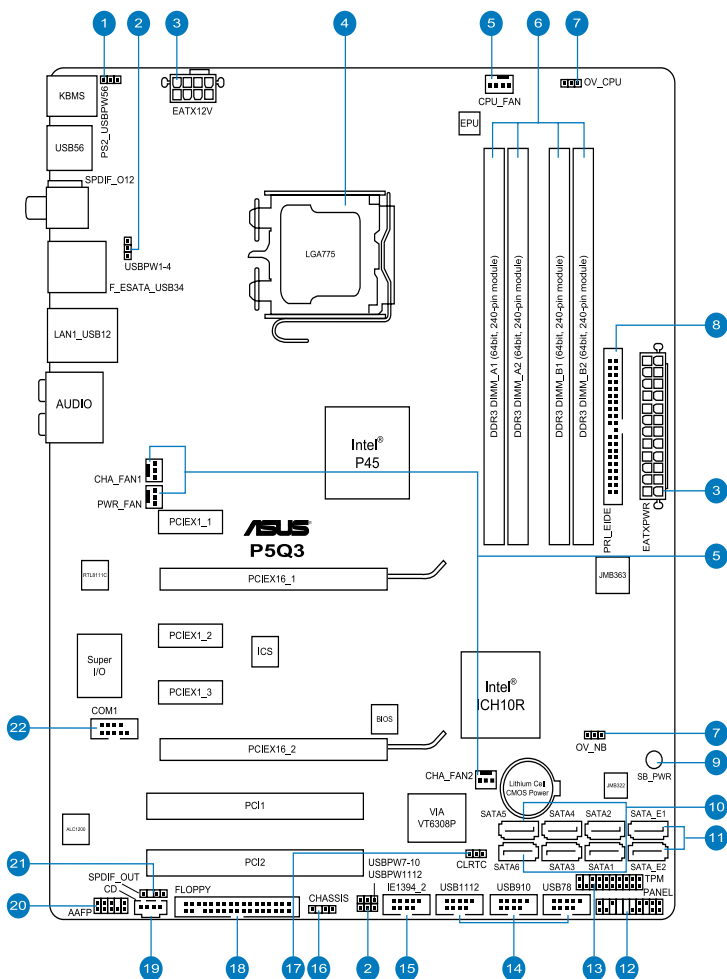 1
2
3
4
5
6
7
KBMS
PS2_USBPW56
EATX12V
CPU_FAN
OV_CPU
EPU
USB56
SPDIF_O12
USBPW1-4
F_ESATA_USB34
LGA775
LAN1_USB12
AUDIO
DDR3 DIMM_A1 (64bit, 240-pin module)
DDR3 DIMM_A2 (64bit, 240-pin module)
DDR3 DIMM_B1 (64bit, 240-pin module)
DDR3 DIMM_B2 (64bit, 240-pin module)
8
PRI_EIDE
EATXPWR
3
Intel®
P45
CHA_FAN1
PWR_FAN
5
PCIEX1_1
ASUS
P5Q3
RTL8111C
PCIEX16_1
JMB363
PCIEX1_2
ICS
Super
I/O
PCIEX1_3
Intel®
ICH10R
COM1
22
BIOS
PCIEX16_2
7
OV_NB
9
SB_PWR
CHA_FAN2
Lithium Cell
CMOS Power
JMB322
PCI1
VIA
VT6308P
10
SATA5
SATA4
SATA2
SATA_E1
11
ALC1200
PCI2
CLRTC
SATA6
SATA3
SATA1
SATA_E2
21
17
USBPW7-10
USBPW1112
SPDIF_OUT
CD
AAFP
20
FLOPPY
CHASSIS
IE1394_2
USB1112
USB910
USB78
TPM
PANEL
19
18
16
2
15
14
13
12